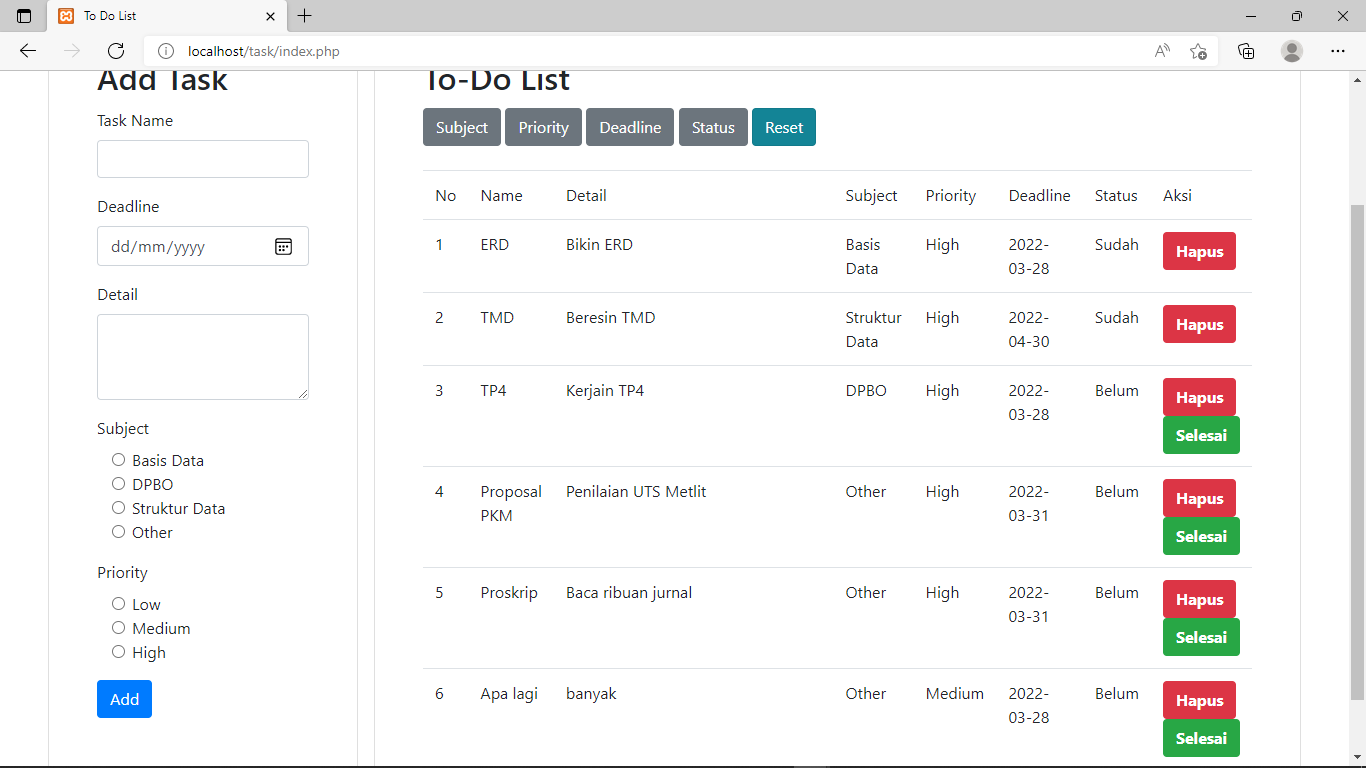 To Do List
localhost/task/index.php
Add Task
Task Name
Deadline
dd/mm/yyyy
Detail
Subject
Basis Data
DPBO
Struktur Data
Other
Priority
Low
Medium
High
Add
To-Do List
Subject Priority Deadline Status Reset
No Name Detail Subject Priority Deadline Status Aksi
1 ERD Bikin ERD Basis High 2022- Sudah Hapus
Data 03-28
2 TMD Beresin TMD Struktur High 2022- Sudah Hapus
Data 04-30
3 TP4 Kerjain TP4 DPBO High 2022- Belum Hapus
03-28 Selesai
4 Proposal Penilaian UTS Metlit Other High 2022- Belum Hapus
PKM 03-31 Selesai
5 Proskrip Baca ribuan jurnal Other High 2022- Belum Hapus
03-31 Selesai
6 Apa lagi banyak Other Medium 2022- Belum Hapus
03-28 Selesai